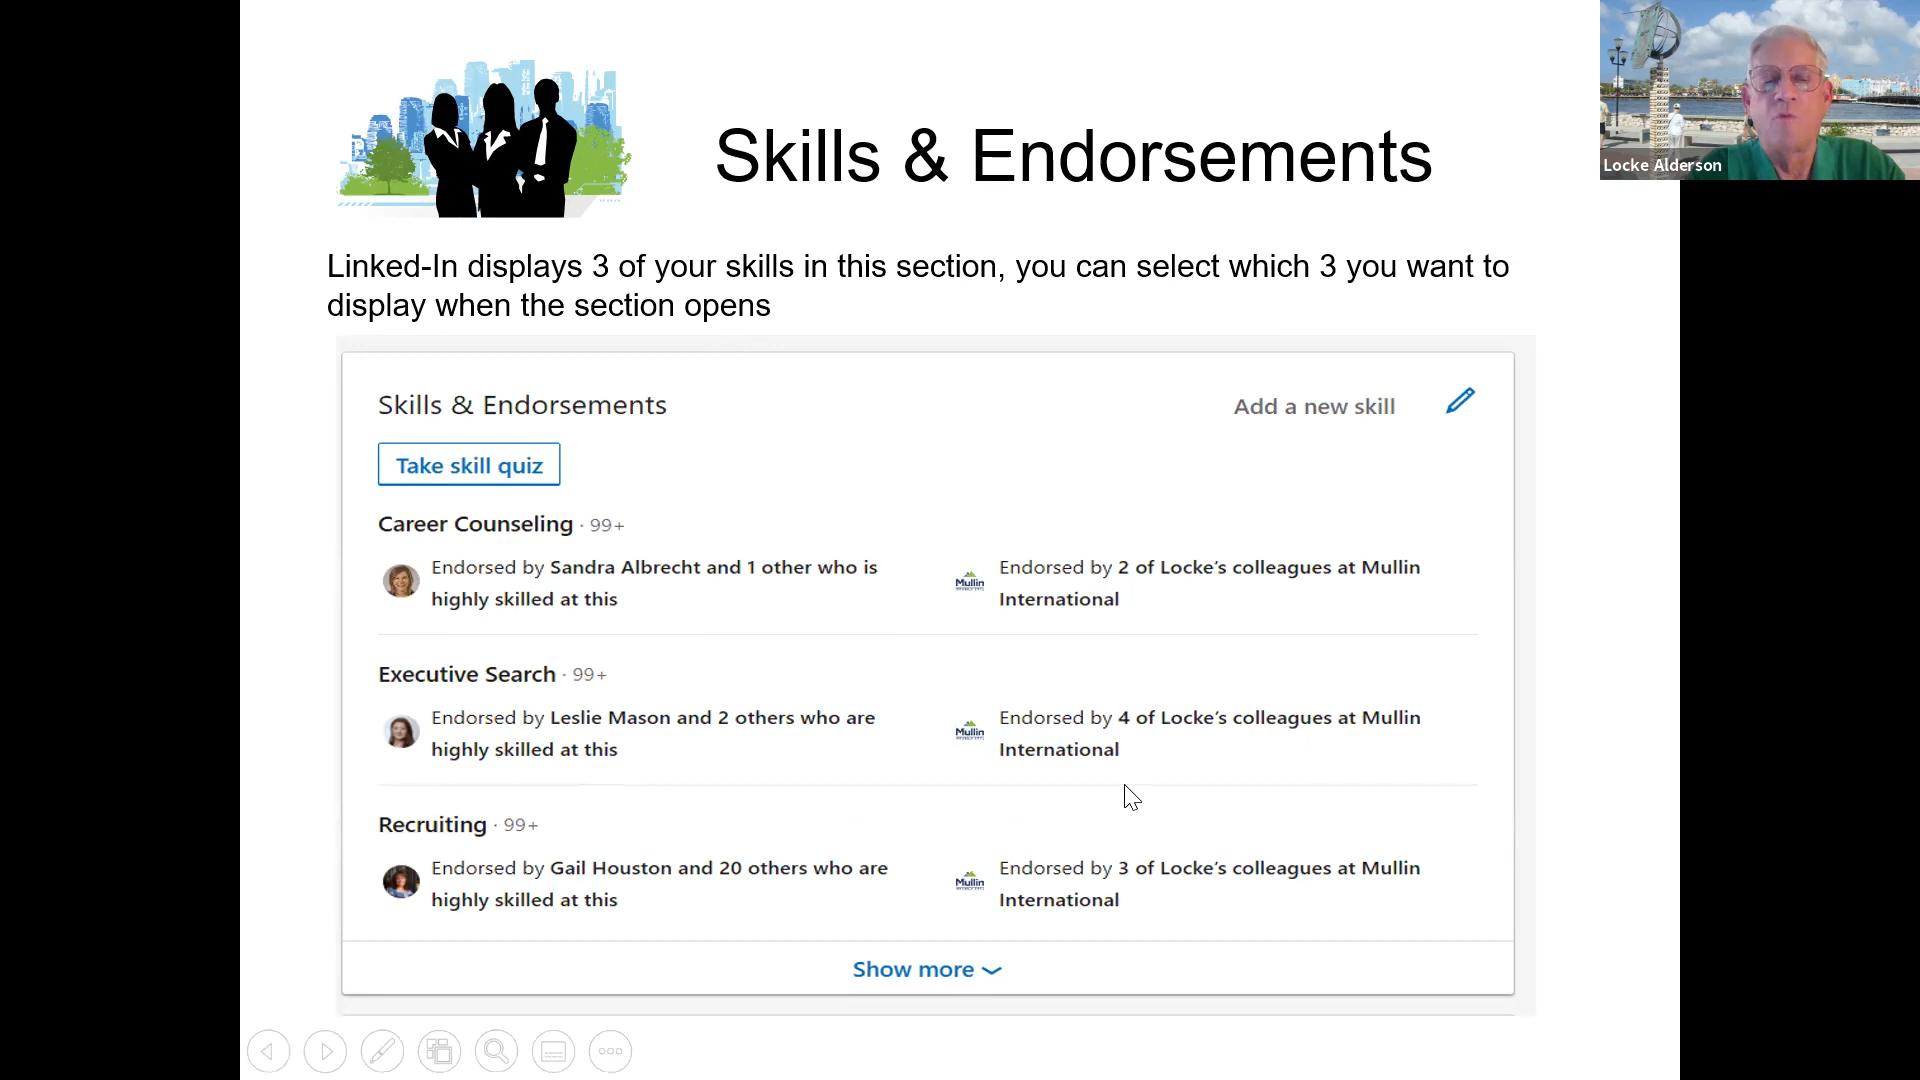 Skills & Endorsements
Locke Alderson
Linked-In displays 3 of your skills in this section, you can select which 3 you want to
display when the section opens
Skills & Endorsements
Add a new skill
Take skill quiz
Career Counseling · 99+
Endorsed by Sandra Albrecht and 1 other who is
highly skilled at this
Mullin
Endorsed by 2 of Locke's colleagues at Mullin
International
Executive Search · 99+
Endorsed by Leslie Mason and 2 others who are
highly skilled at this
Mullin
Endorsed by 4 of Locke's colleagues at Mullin
International
Recruiting · 99+
Endorsed by Gail Houston and 20 others who are
highly skilled at this
Mullin
Endorsed by 3 of Locke's colleagues at Mullin
International
Show more